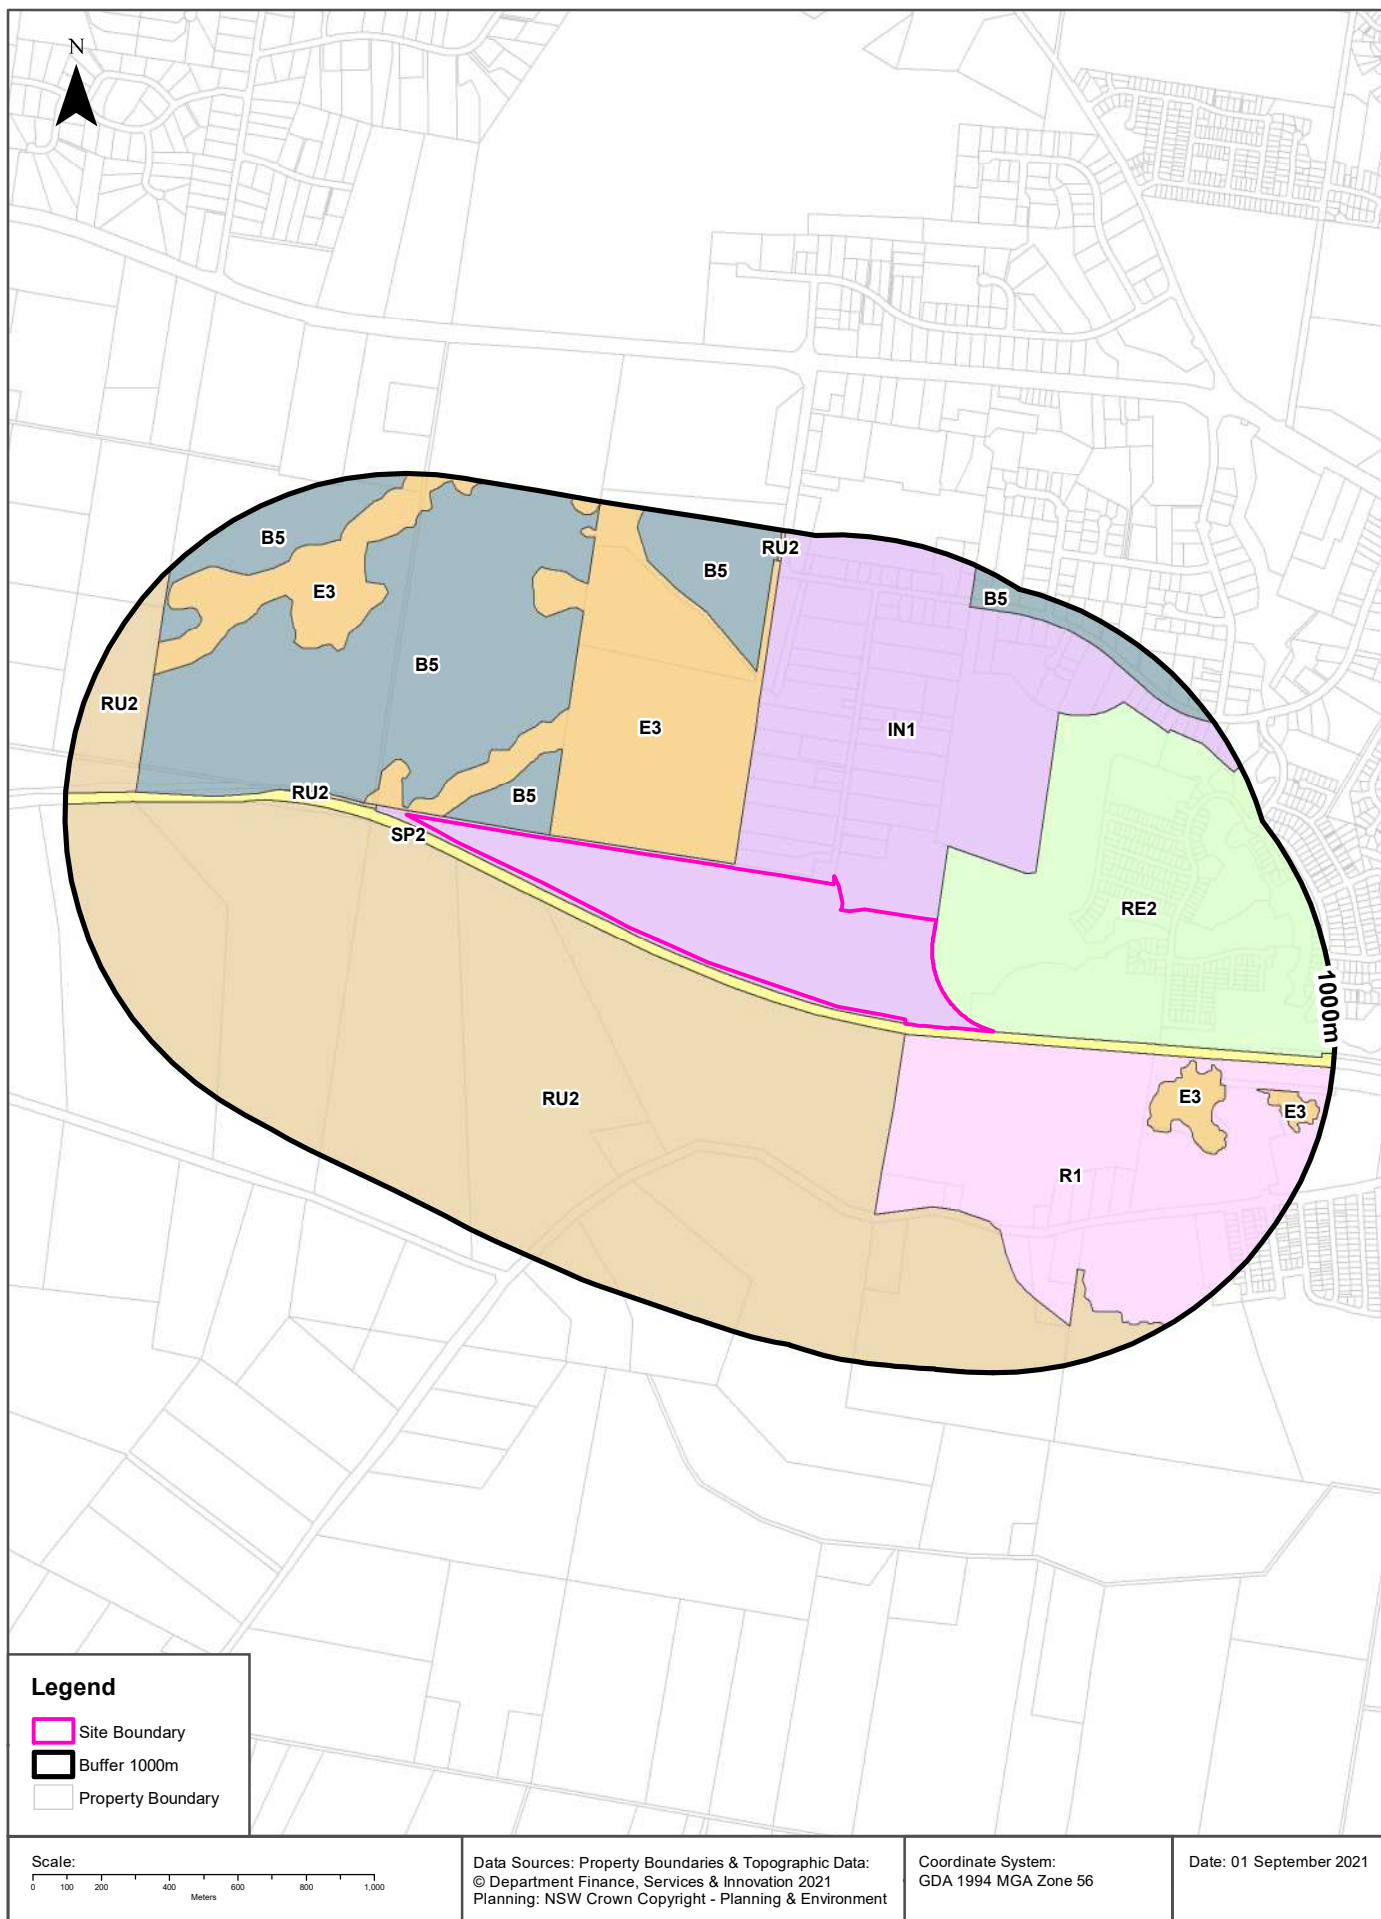 N
B5
RU2
B5
E3
B5
B5
RU2
E3
IN1
RU2
B5
SP2
RE2
1000m
RU2
E3
E3
R1
Legend
Site Boundary
Buffer 1000m
Property Boundary
Scale:
0 100 200 400 600 800 1,000
Meters
Data Sources: Property Boundaries & Topographic Data:
© Department Finance, Services & Innovation 2021
Planning: NSW Crown Copyright - Planning & Environment
Coordinate System:
GDA 1994 MGA Zone 56
Date: 01 September 2021